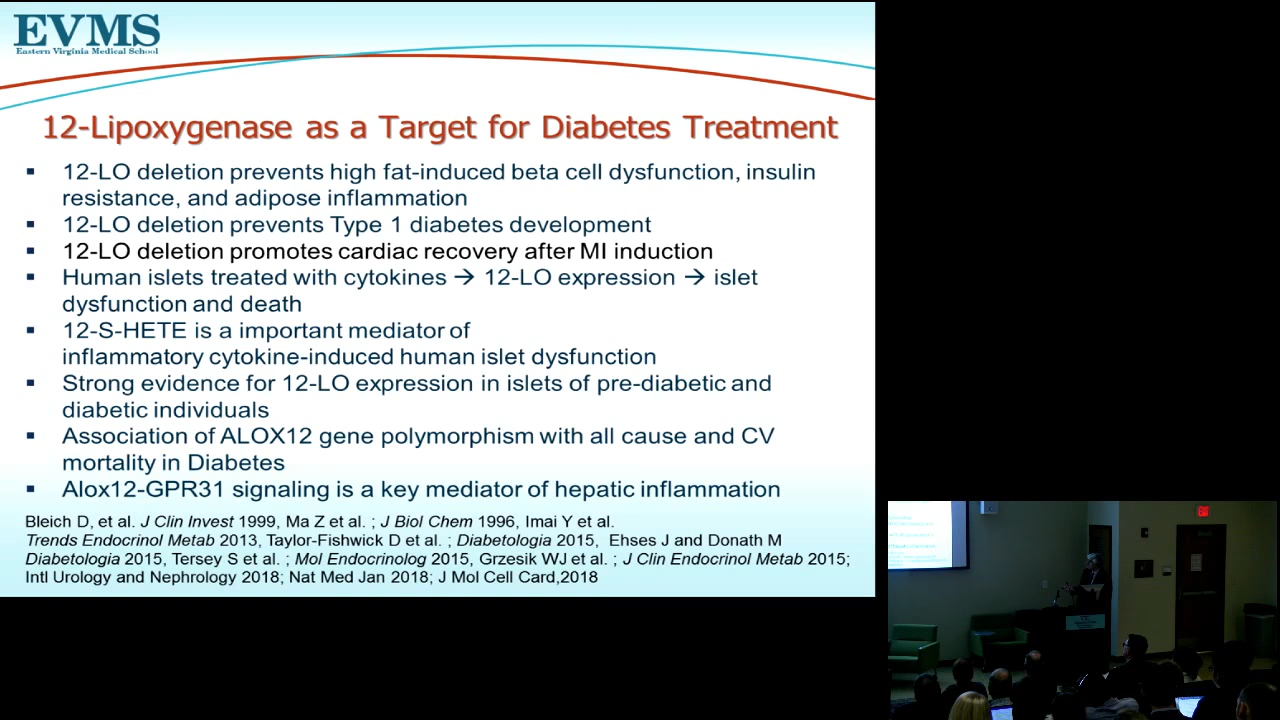 EVMS
Eastern Virginia Medical School
12-Lipoxygenase as a Target for Diabetes Treatment
▪ 12-LO deletion prevents high fat-induced beta cell dysfunction, insulin
resistance, and adipose inflammation
▪ 12-LO deletion prevents Type 1 diabetes development
▪ 12-LO deletion promotes cardiac recovery after MI induction
▪ Human islets treated with cytokines → 12-LO expression → islet
dysfunction and death
▪ 12-S-HETE is a important mediator of
inflammatory cytokine-induced human islet dysfunction
▪ Strong evidence for 12-LO expression in islets of pre-diabetic and
diabetic individuals
▪ Association of ALOX12 gene polymorphism with all cause and CV
mortality in Diabetes
▪ Alox12-GPR31 signaling is a key mediator of hepatic inflammation
Bleich D, et al. J Clin Invest 1999, Ma Z et al. ; J Biol Chem 1996, Imai Y et al.
Trends Endocrinol Metab 2013, Taylor-Fishwick D et al. ; Diabetologia 2015, Ehses J and Donath M
Diabetologia 2015, Tersey S et al. ; Mol Endocrinolog 2015, Grzesik WJ et al. ; J Clin Endocrinol Metab 2015;
Intl Urology and Nephrology 2018; Nat Med Jan 2018; J Mol Cell Card,2018